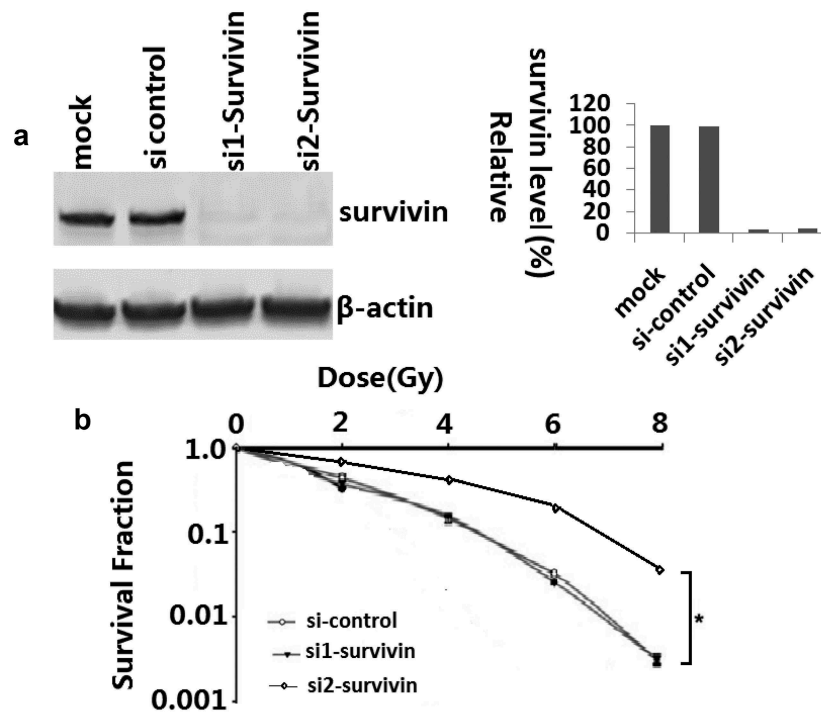 a
mock
si control
si1-Survivin
si2-Survivin
survivin
β-actin
Relative
survivin level(%)
120
100
80
60
40
20
0
mock
si-control
si1-survivin
si2-survivin
b
Dose(Gy)
0 2 4 6 8
Survival Fraction
1.0
0.1
0.01
0.001
si-control
si1-survivin
si2-survivin
*